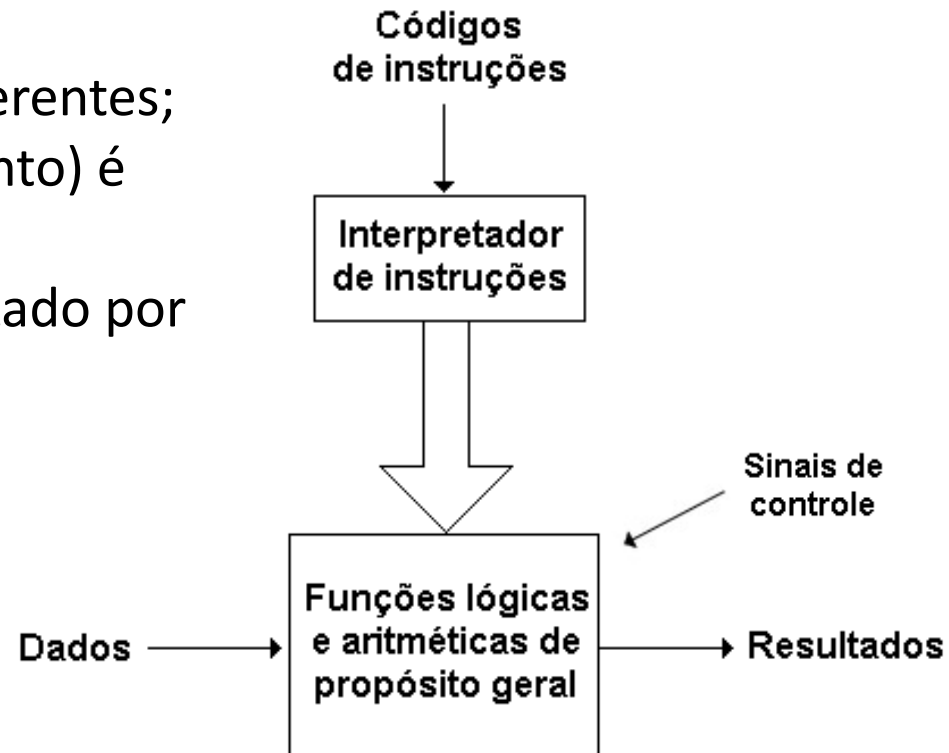 Códigos
de instruções
erentes;
nto) é
ado por
Interpretador
de instruções
Sinais de
controle
Funções lógicas
e aritméticas de
propósito geral
Dados
Resultados